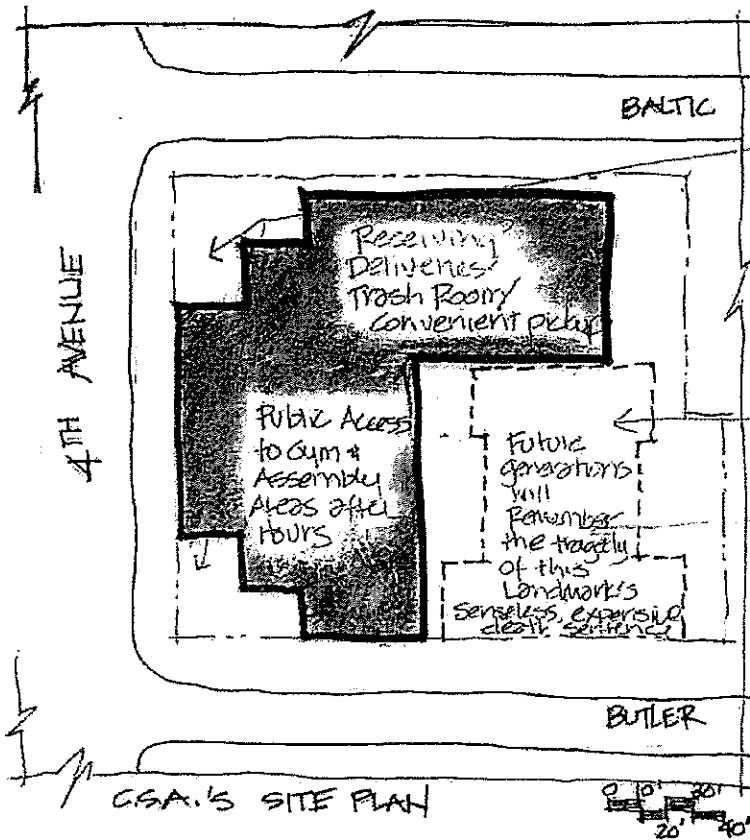 BALTIC
4TH AVENUE
Receiving
Deliveries
Trash Room/
convenient pickup
Public Access
to Gym &
Assembly
Areas after
hours
Future
generations
will
Remember
the tragedy
of this
Landmark's
senseless, expensive
death sentence
BUTLER
C.S.A.'S SITE PLAN
0 10' 30'
20' 40'